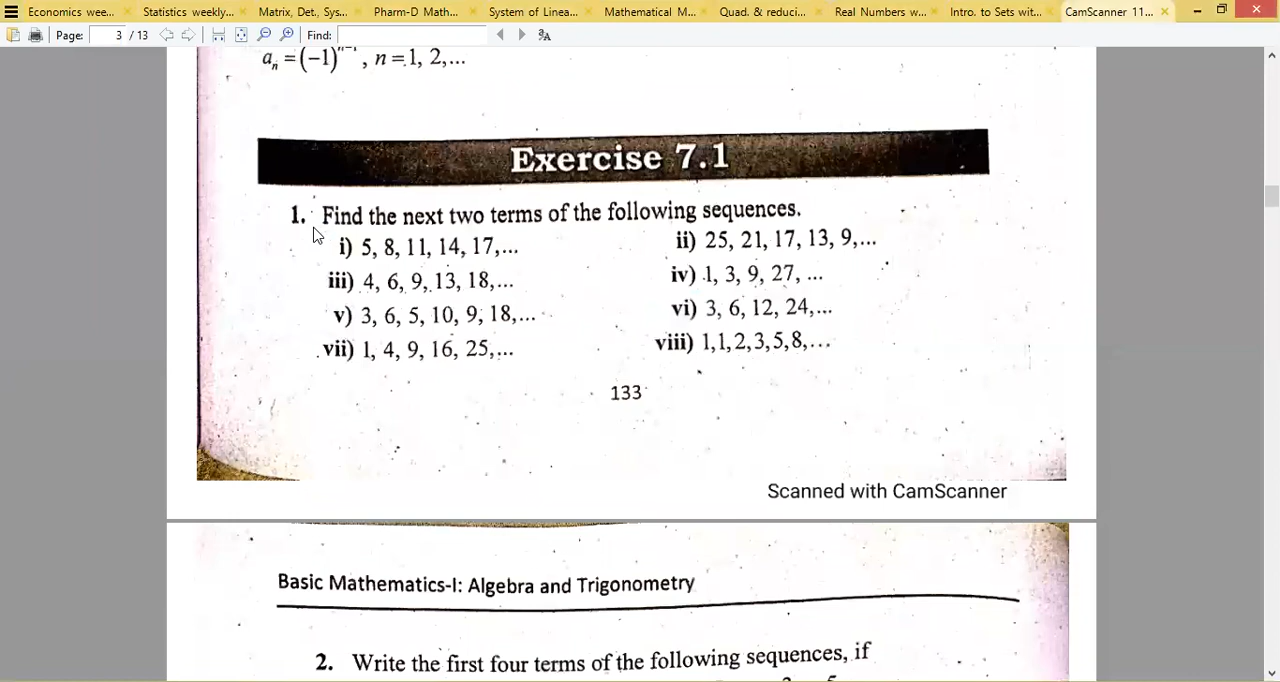 Economics wee... Statistics weekly... Matrix, Det., Sys... Pharm-D Math... System of Linea... Mathematical M... Quad. & reduci... Real Numbers w... Intro. to Sets wit... CamScanner 11...
Page: 3 / 13 Find:
aₙ = (−1)ⁿ⁻¹, n = 1, 2,...
Exercise 7.1
1. Find the next two terms of the following sequences.
i) 5, 8, 11, 14, 17,... ii) 25, 21, 17, 13, 9,...
iii) 4, 6, 9, 13, 18,... iv) 1, 3, 9, 27, ...
v) 3, 6, 5, 10, 9, 18,... vi) 3, 6, 12, 24,...
vii) 1, 4, 9, 16, 25,... viii) 1,1,2,3,5,8,...
133
Scanned with CamScanner
Basic Mathematics-I: Algebra and Trigonometry
2. Write the first four terms of the following sequences, if